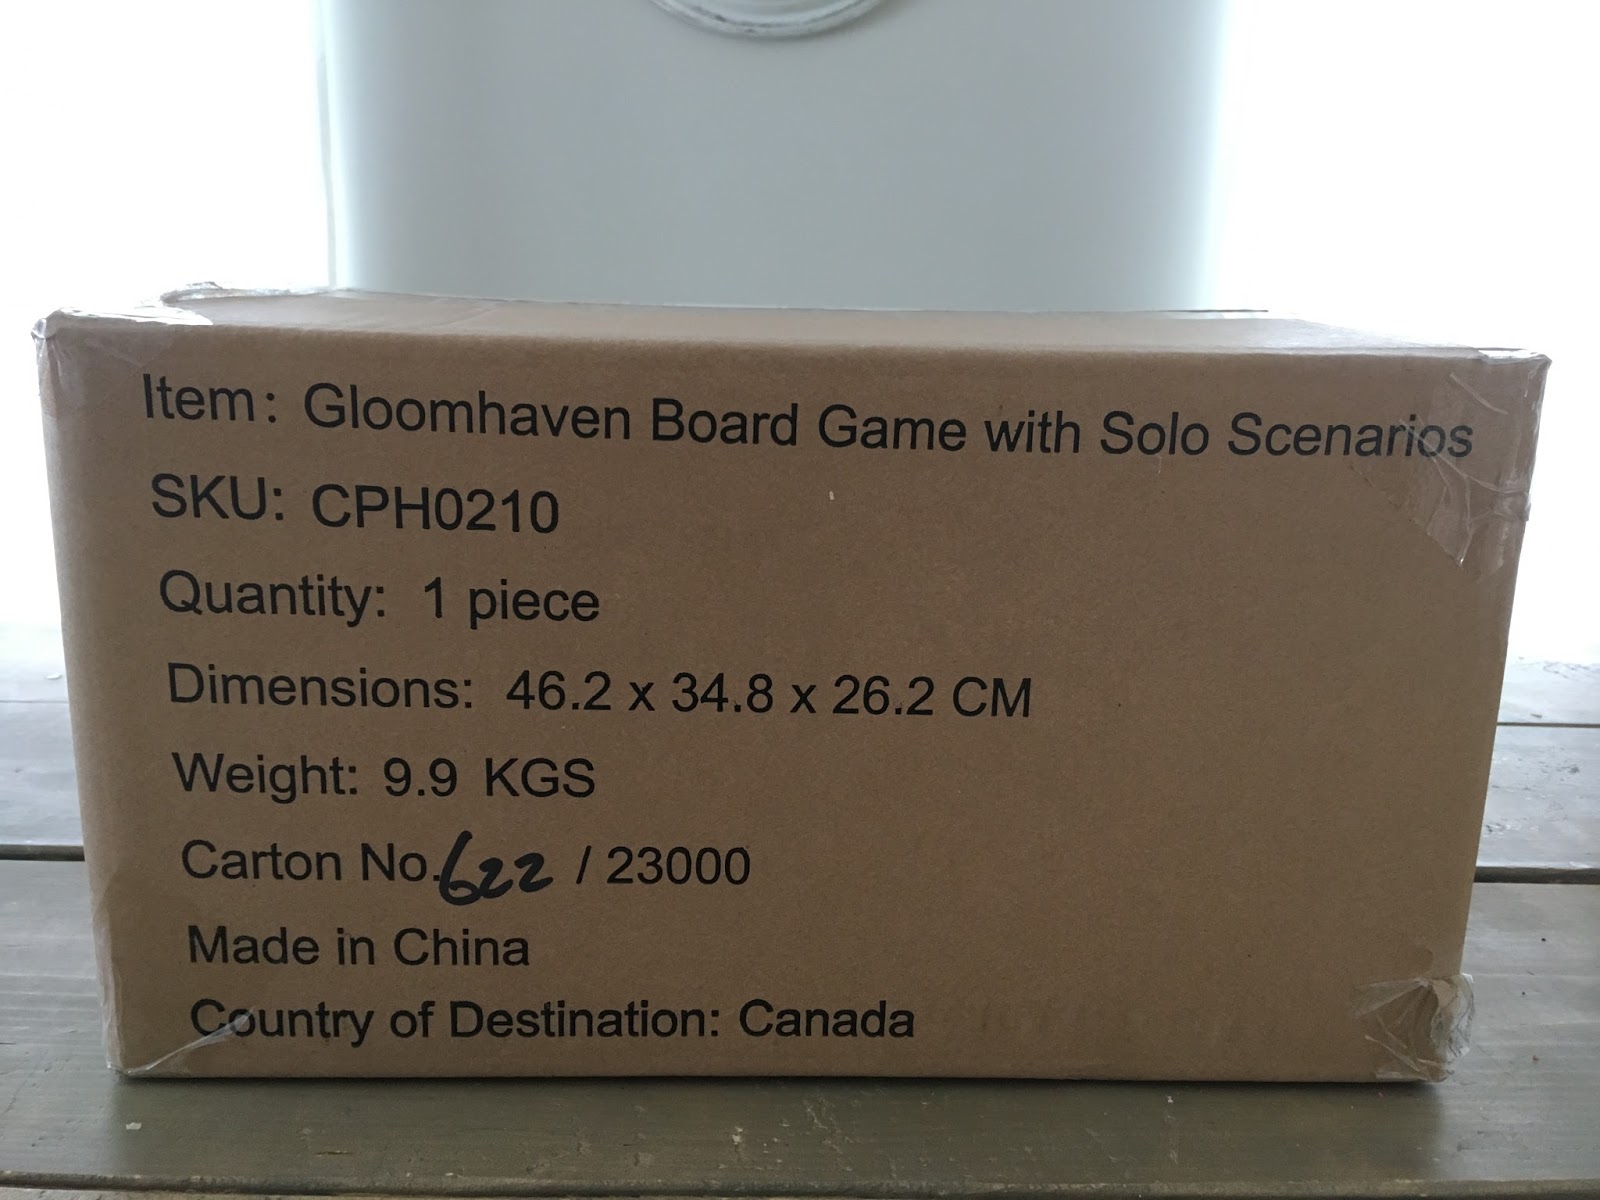 Item: Gloomhaven Board Game with Solo Scenarios
SKU: CPH0210
Quantity: 1 piece
Dimensions: 46.2 x 34.8 x 26.2 CM
Weight: 9.9 KGS
Carton No.622 / 23000
Made in China
Country of Destination: Canada